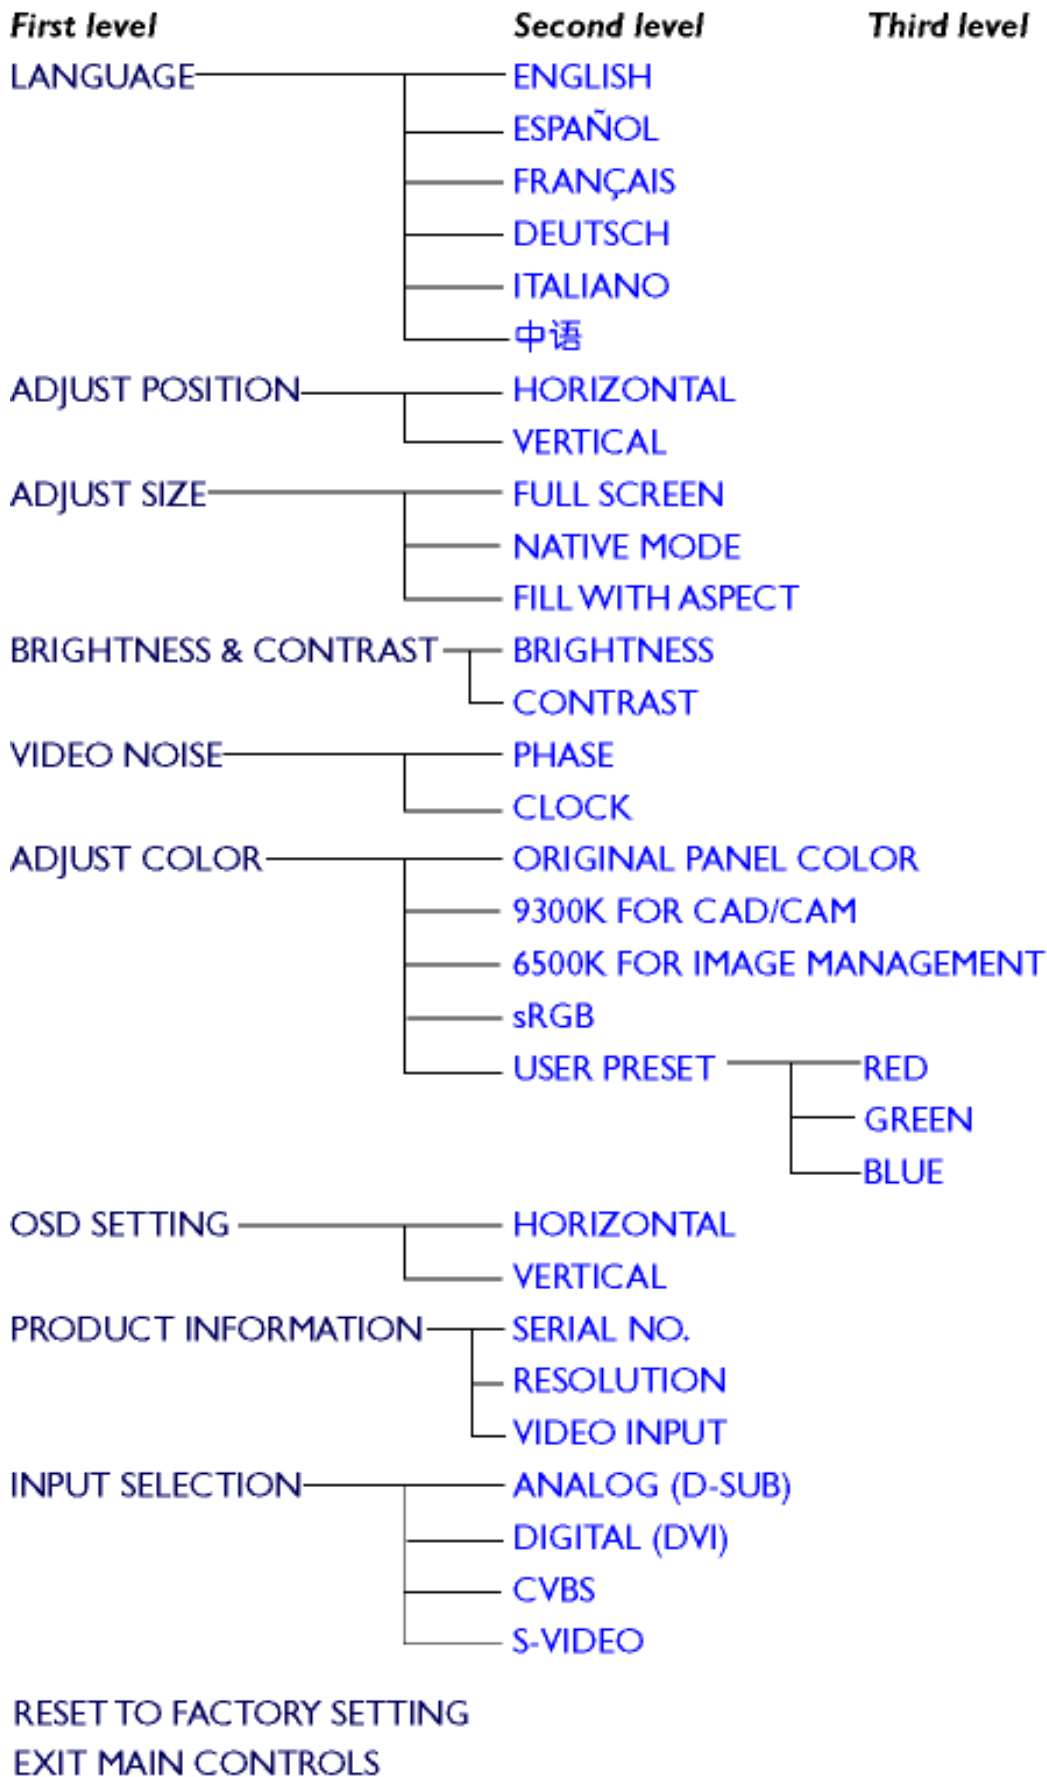 First level Second level Third level
LANGUAGE ENGLISH
ESPAÑOL
FRANÇAIS
DEUTSCH
ITALIANO
中语
ADJUST POSITION HORIZONTAL
VERTICAL
ADJUST SIZE FULL SCREEN
NATIVE MODE
FILL WITH ASPECT
BRIGHTNESS & CONTRAST BRIGHTNESS
CONTRAST
VIDEO NOISE PHASE
CLOCK
ADJUST COLOR ORIGINAL PANEL COLOR
9300K FOR CAD/CAM
6500K FOR IMAGE MANAGEMENT
sRGB
USER PRESET RED
GREEN
BLUE
OSD SETTING HORIZONTAL
VERTICAL
PRODUCT INFORMATION SERIAL NO.
RESOLUTION
VIDEO INPUT
INPUT SELECTION ANALOG (D-SUB)
DIGITAL (DVI)
CVBS
S-VIDEO
RESET TO FACTORY SETTING
EXIT MAIN CONTROLS